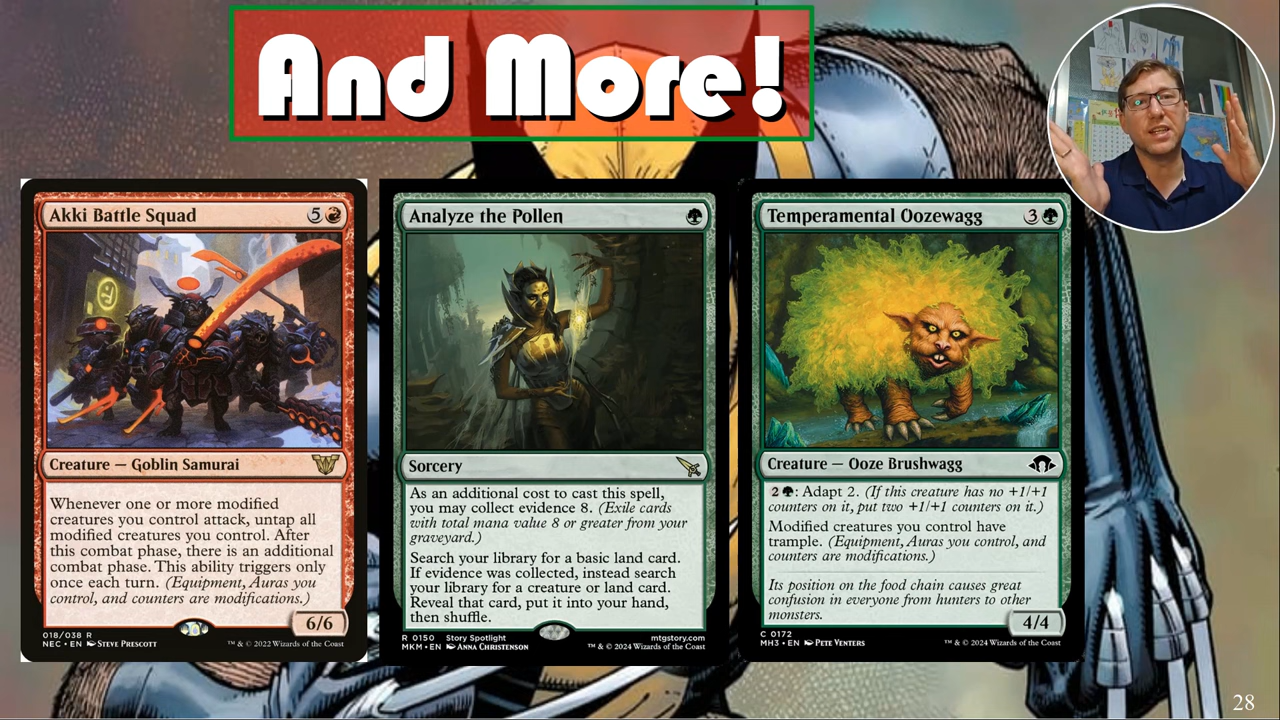 And More!
Akki Battle Squad 5
Creature — Goblin Samurai
Whenever one or more modified
creatures you control attack, untap all
modified creatures you control. After
this combat phase, there is an additional
combat phase. This ability triggers only
once each turn. (Equipment, Auras you
control, and counters are modifications.)
6/6
018/038 R
NEC • EN Steve Prescott
™ & © 2022 Wizards of the Coast
Analyze the Pollen
Sorcery
As an additional cost to cast this spell,
you may collect evidence 8. (Exile cards
with total mana value 8 or greater from your
graveyard.)
Search your library for a basic land card.
If evidence was collected, instead search
your library for a creature or land card.
Reveal that card, put it into your hand,
then shuffle.
R 0150 Story Spotlight
mtgstory.com
MKM • EN Anna Christenson
™ & © 2024 Wizards of the Coast
Temperamental Oozewagg 3
Creature — Ooze Brushwagg
2: Adapt 2. (If this creature has no +1/+1
counters on it, put two +1/+1 counters on it.)
Modified creatures you control have
trample. (Equipment, Auras you control, and
counters are modifications.)
Its position on the food chain causes great
confusion in everyone from hunters to other
monsters.
4/4
C 0172
MH3 • EN Pete Venters
™ & © 2024 Wizards of the Coast
28